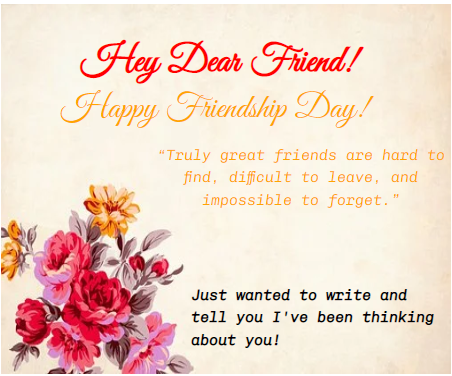 Hey Dear Friend!
Happy Friendship Day!
“Truly great friends are hard to
find, difficult to leave, and
impossible to forget.”
Just wanted to write and
tell you I've been thinking
about you!